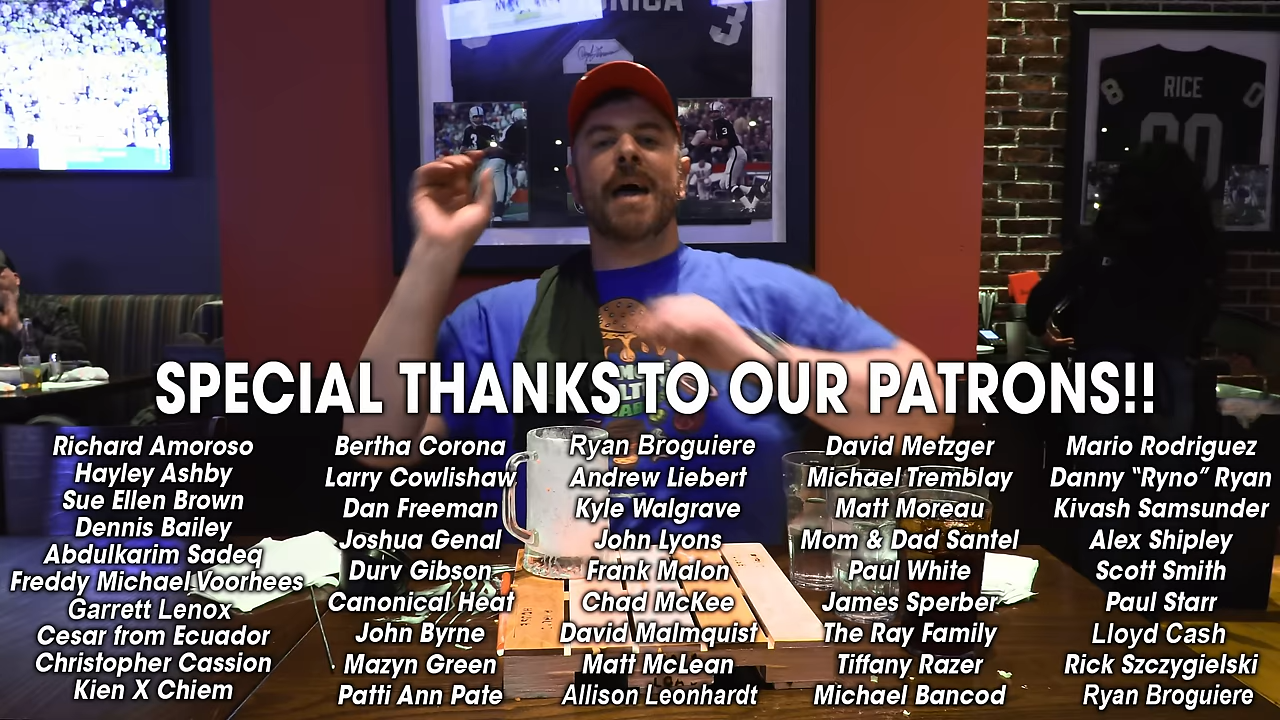 ONICA
3
RICE
8
0
80
SPECIAL THANKS TO OUR PATRONS!!
Richard Amoroso
Hayley Ashby
Sue Ellen Brown
Dennis Bailey
Abdulkarim Sadeq
Freddy Michael Voorhees
Garrett Lenox
Cesar from Ecuador
Christopher Cassion
Kien X Chiem
Bertha Corona
Larry Cowlishaw
Dan Freeman
Joshua Genal
Durv Gibson
Canonical Heat
John Byrne
Mazyn Green
Patti Ann Pate
Ryan Broguiere
Andrew Liebert
Kyle Walgrave
John Lyons
Frank Malon
Chad McKee
David Malmquist
Matt McLean
Allison Leonhardt
David Metzger
Michael Tremblay
Matt Moreau
Mom & Dad Santel
Paul White
James Sperber
The Ray Family
Tiffany Razer
Michael Bancod
Mario Rodriguez
Danny “Ryno” Ryan
Kivash Samsunder
Alex Shipley
Scott Smith
Paul Starr
Lloyd Cash
Rick Szczygielski
Ryan Broguiere